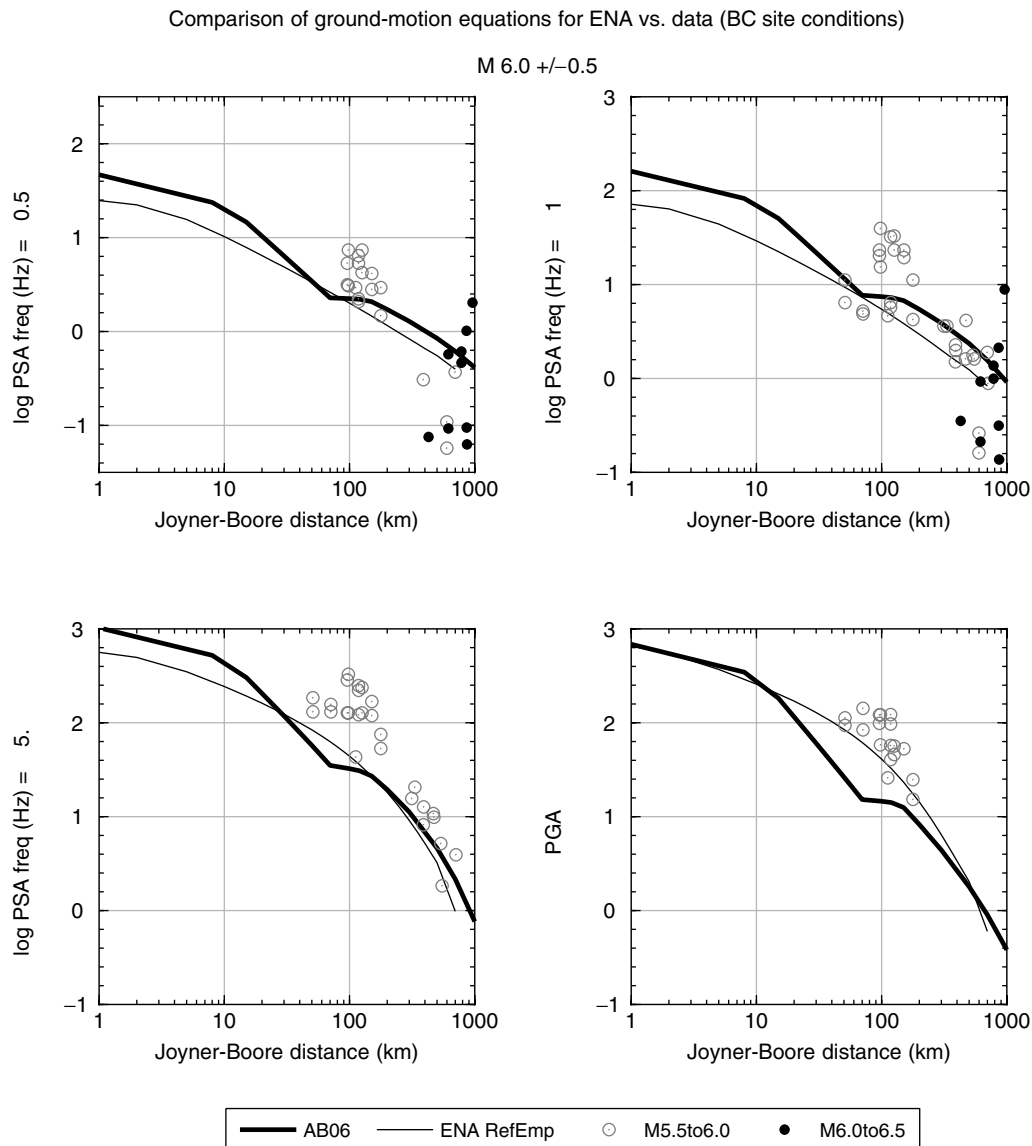 Comparison of ground-motion equations for ENA vs. data (BC site conditions)
M 6.0 +/−0.5
log PSA freq (Hz) = 0.5
2
1
0
−1
1 10 100 1000
Joyner-Boore distance (km)
log PSA freq (Hz) = 1
3
2
1
0
−1
1 10 100 1000
Joyner-Boore distance (km)
log PSA freq (Hz) = 5.
3
2
1
0
−1
1 10 100 1000
Joyner-Boore distance (km)
PGA
3
2
1
0
−1
1 10 100 1000
Joyner-Boore distance (km)
AB06 ENA RefEmp M5.5to6.0 M6.0to6.5